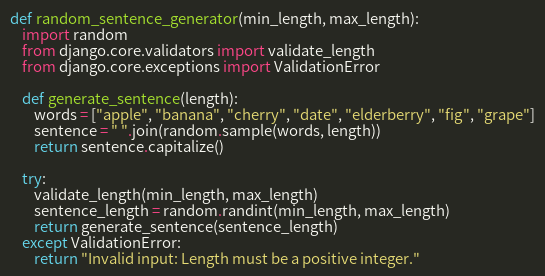 def random_sentence_generator(min_length, max_length):
    import random
    from django.core.validators import validate_length
    from django.core.exceptions import ValidationError

    def generate_sentence(length):
        words = ["apple", "banana", "cherry", "date", "elderberry", "fig", "grape"]
        sentence = " ".join(random.sample(words, length))
        return sentence.capitalize()

    try:
        validate_length(min_length, max_length)
        sentence_length = random.randint(min_length, max_length)
        return generate_sentence(sentence_length)
    except ValidationError:
        return "Invalid input: Length must be a positive integer."